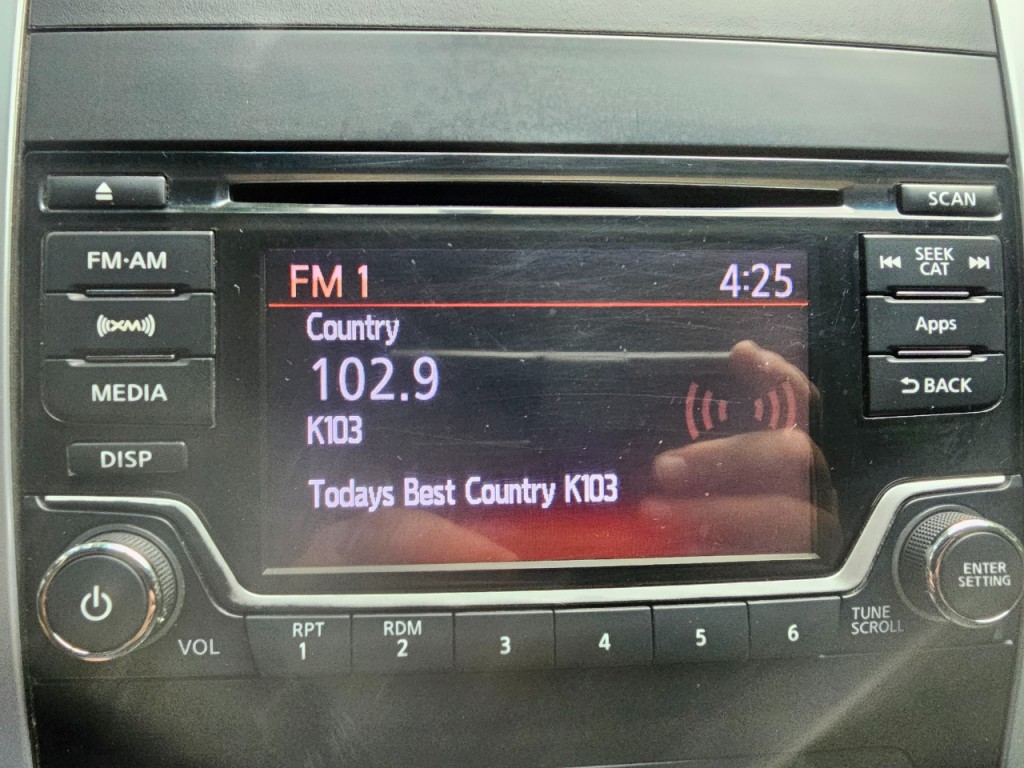 SCAN
FM·AM
SEEK
CAT
FM 1
4:25
Country
XM
Apps
102.9
MEDIA
BACK
K103
DISP
Todays Best Country K103
ENTER
SETTING
VOL
RPT
1
RDM
2
3
4
5
6
TUNE
SCROLL